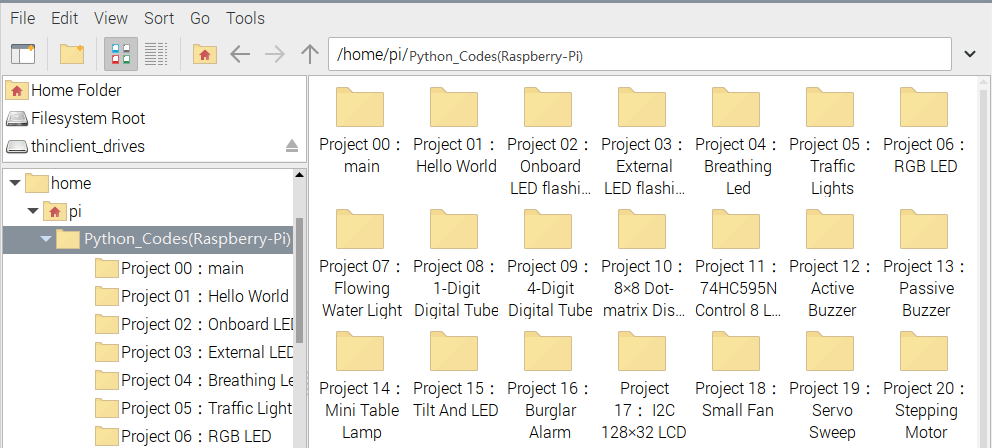 File Edit View Sort Go Tools
/home/pi/Python_Codes(Raspberry-Pi)
Home Folder
Filesystem Root
thinclient_drives
home
pi
Python_Codes(Raspberry-Pi)
Project 00：main
Project 01：Hello World
Project 02：Onboard LED
Project 03：External LED
Project 04：Breathing Le
Project 05：Traffic Light
Project 06：RGB LED
Project 00：
main
Project 01：
Hello World
Project 02：
Onboard
LED flashi...
Project 03：
External
LED flashi...
Project 04：
Breathing
Led
Project 05：
Traffic
Lights
Project 06：
RGB LED
Project 07：
Flowing
Water Light
Project 08：
1-Digit
Digital Tube
Project 09：
4-Digit
Digital Tube
Project 10：
8×8 Dot-
matrix Dis...
Project 11：
74HC595N
Control 8 L...
Project 12：
Active
Buzzer
Project 13：
Passive
Buzzer
Project 14：
Mini Table
Lamp
Project 15：
Tilt And LED
Project 16：
Burglar
Alarm
Project
17： I2C
128×32 LCD
Project 18：
Small Fan
Project 19：
Servo
Sweep
Project 20：
Stepping
Motor